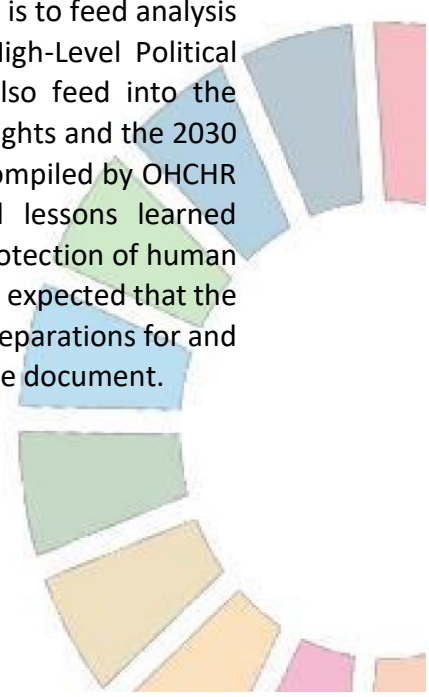 is to feed analysis
High-Level Political
also feed into the
ghts and the 2030
ompiled by OHCHR
lessons learned
otection of human
expected that the
eparations for and
e document.